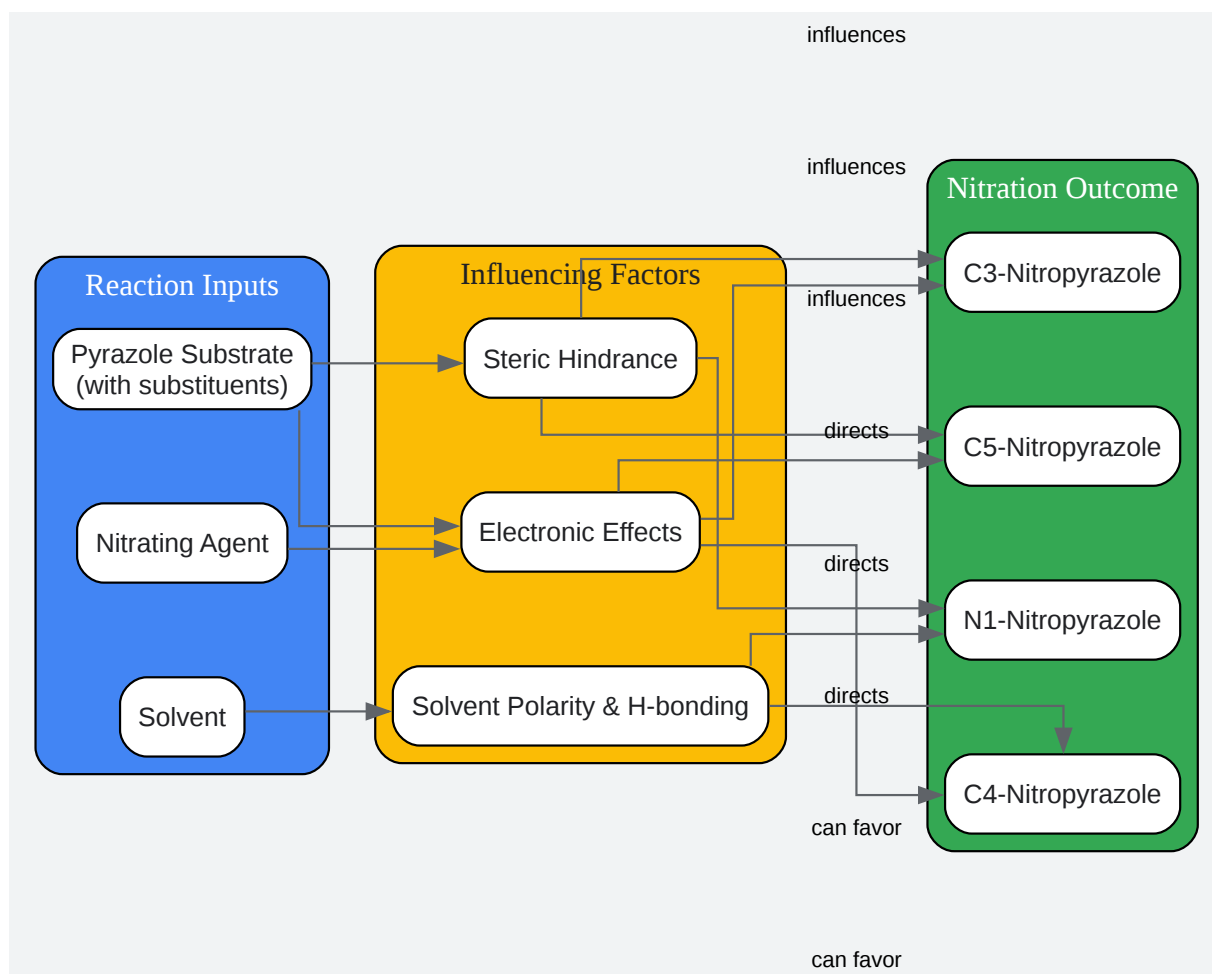 Reaction Inputs
Pyrazole Substrate
(with substituents)
Nitrating Agent
Solvent
Influencing Factors
Steric Hindrance
Electronic Effects
Solvent Polarity & H-bonding
influences
influences
influences
directs
directs
directs
can favor
can favor
Nitration Outcome
C3-Nitropyrazole
C5-Nitropyrazole
N1-Nitropyrazole
C4-Nitropyrazole